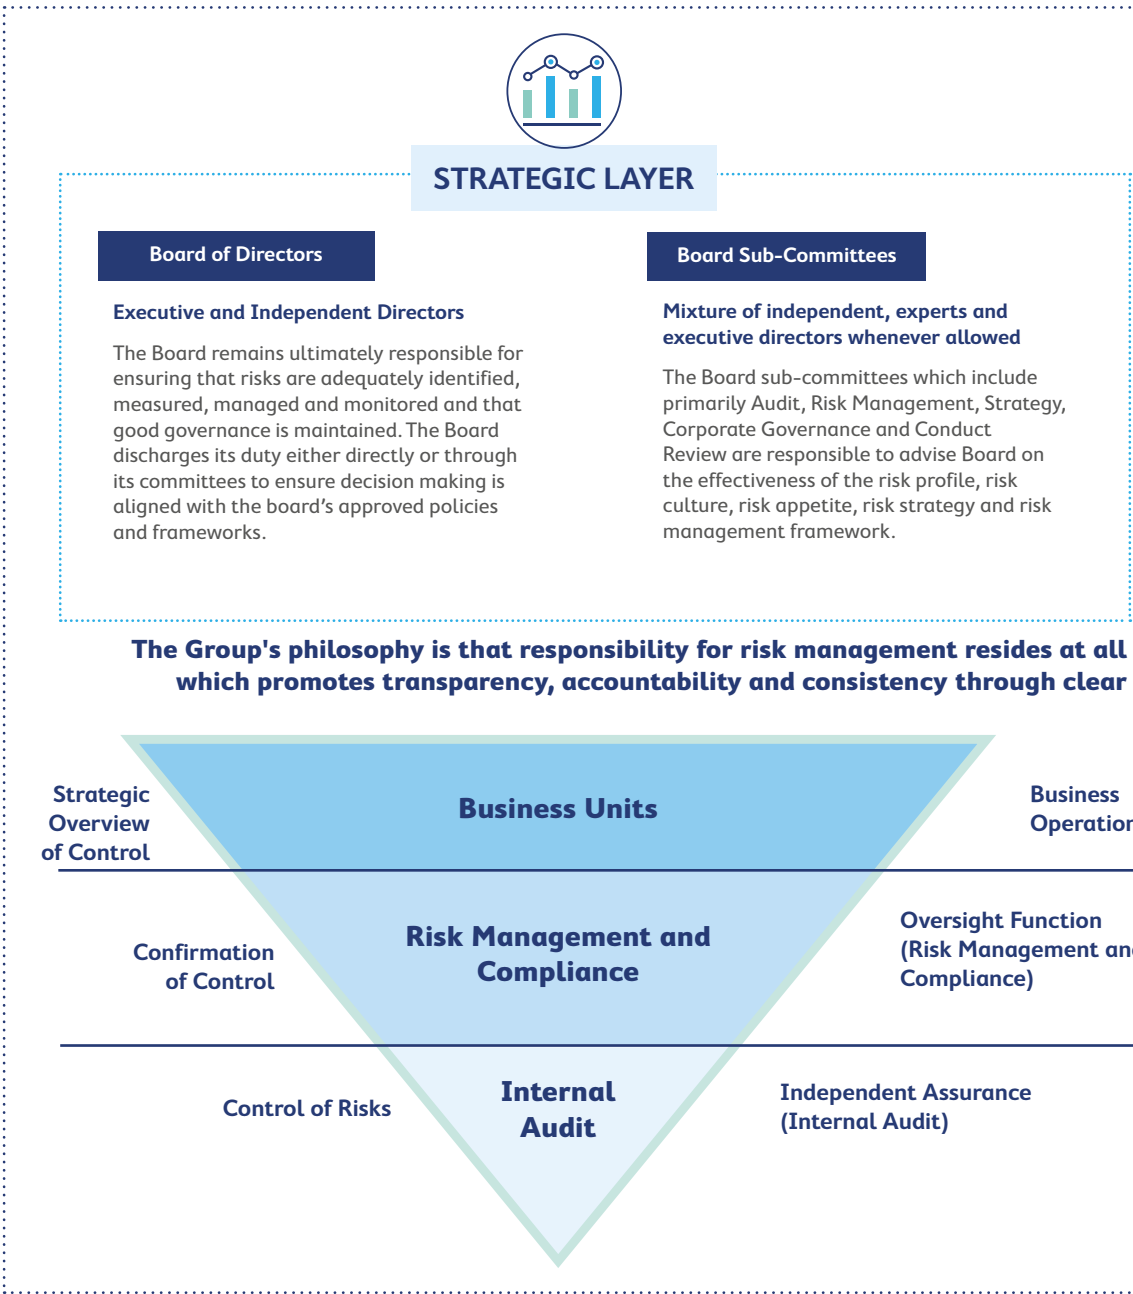 STRATEGIC LAYER
Board of Directors
Executive and Independent Directors
The Board remains ultimately responsible for
ensuring that risks are adequately identified,
measured, managed and monitored and that
good governance is maintained. The Board
discharges its duty either directly or through
its committees to ensure decision making is
aligned with the board's approved policies
and frameworks.
Board Sub-Committees
Mixture of independent, experts and
executive directors whenever allowed
The Board sub-committees which include
primarily Audit, Risk Management, Strategy,
Corporate Governance and Conduct
Review are responsible to advise Board on
the effectiveness of the risk profile, risk
culture, risk appetite, risk strategy and risk
management framework.
The Group's philosophy is that responsibility for risk management resides at all
which promotes transparency, accountability and consistency through clear
Strategic
Overview
of Control
Business Units
Business
Confirmation
of Control
Risk Management and
Compliance
Oversight Function
(Risk Management
Compliance)
Control of Risks
Internal
Audit
Independent Assurance
(Internal Audit)